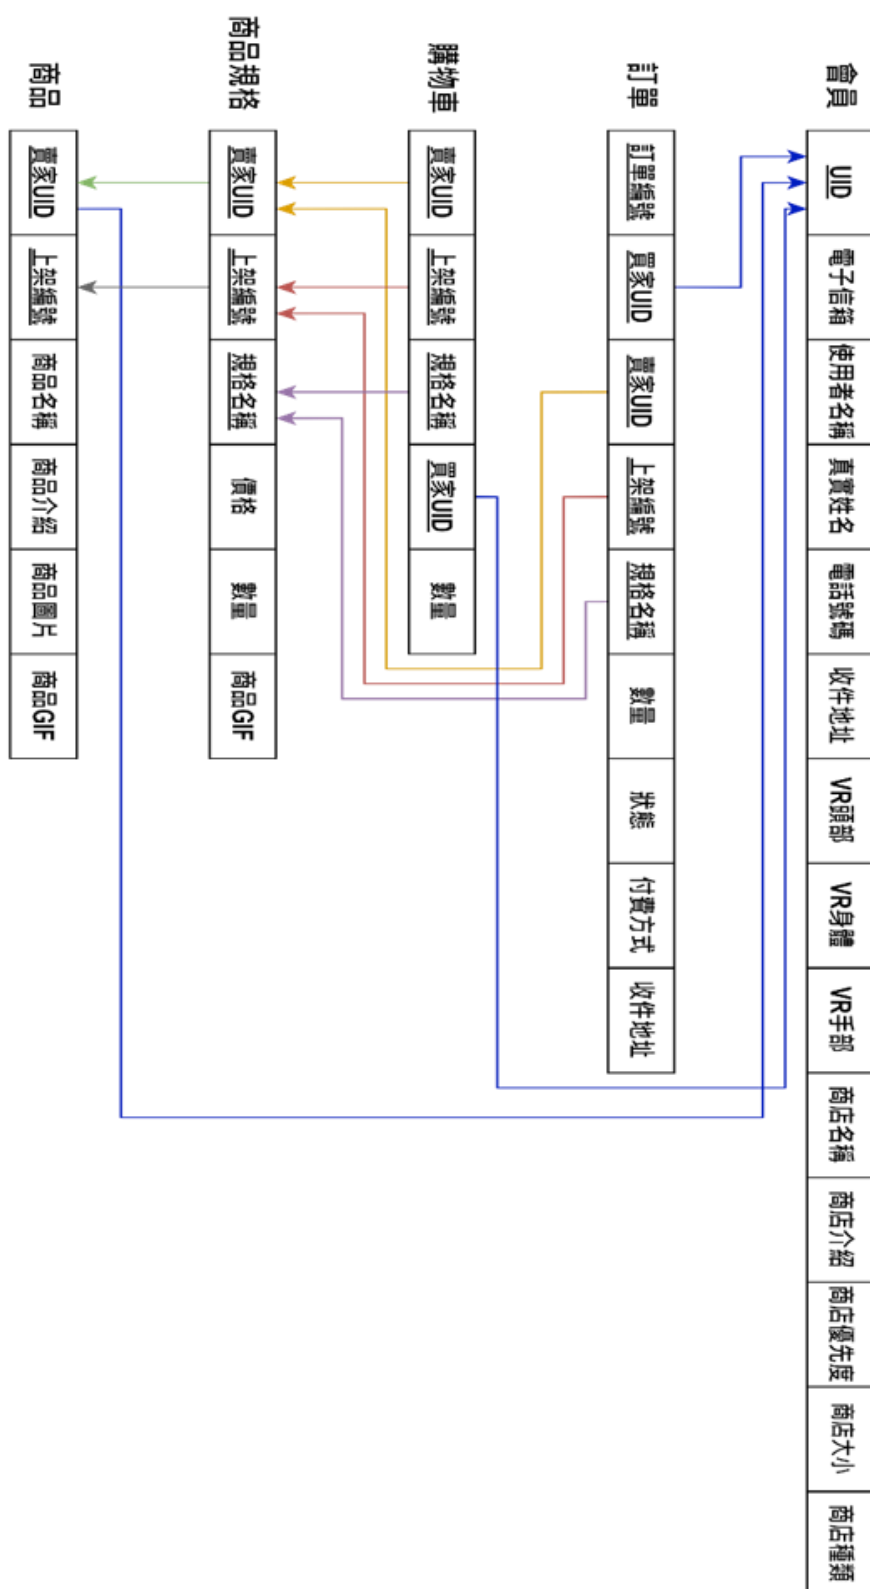 會員
UID
電子信箱
使用者名稱
真實姓名
電話號碼
收件地址
VR頭部
VR身體
VR手部
商店名稱
商店介紹
商店優先度
商店大小
商店種類
訂單
訂單編號
買家UID
賣家UID
上架編號
規格名稱
數量
狀態
付費方式
收件地址
購物車
賣家UID
上架編號
規格名稱
買家UID
數量
商品規格
賣家UID
上架編號
規格名稱
價格
數量
商品GIF
商品
賣家UID
上架編號
商品名稱
商品介紹
商品圖片
商品GIF